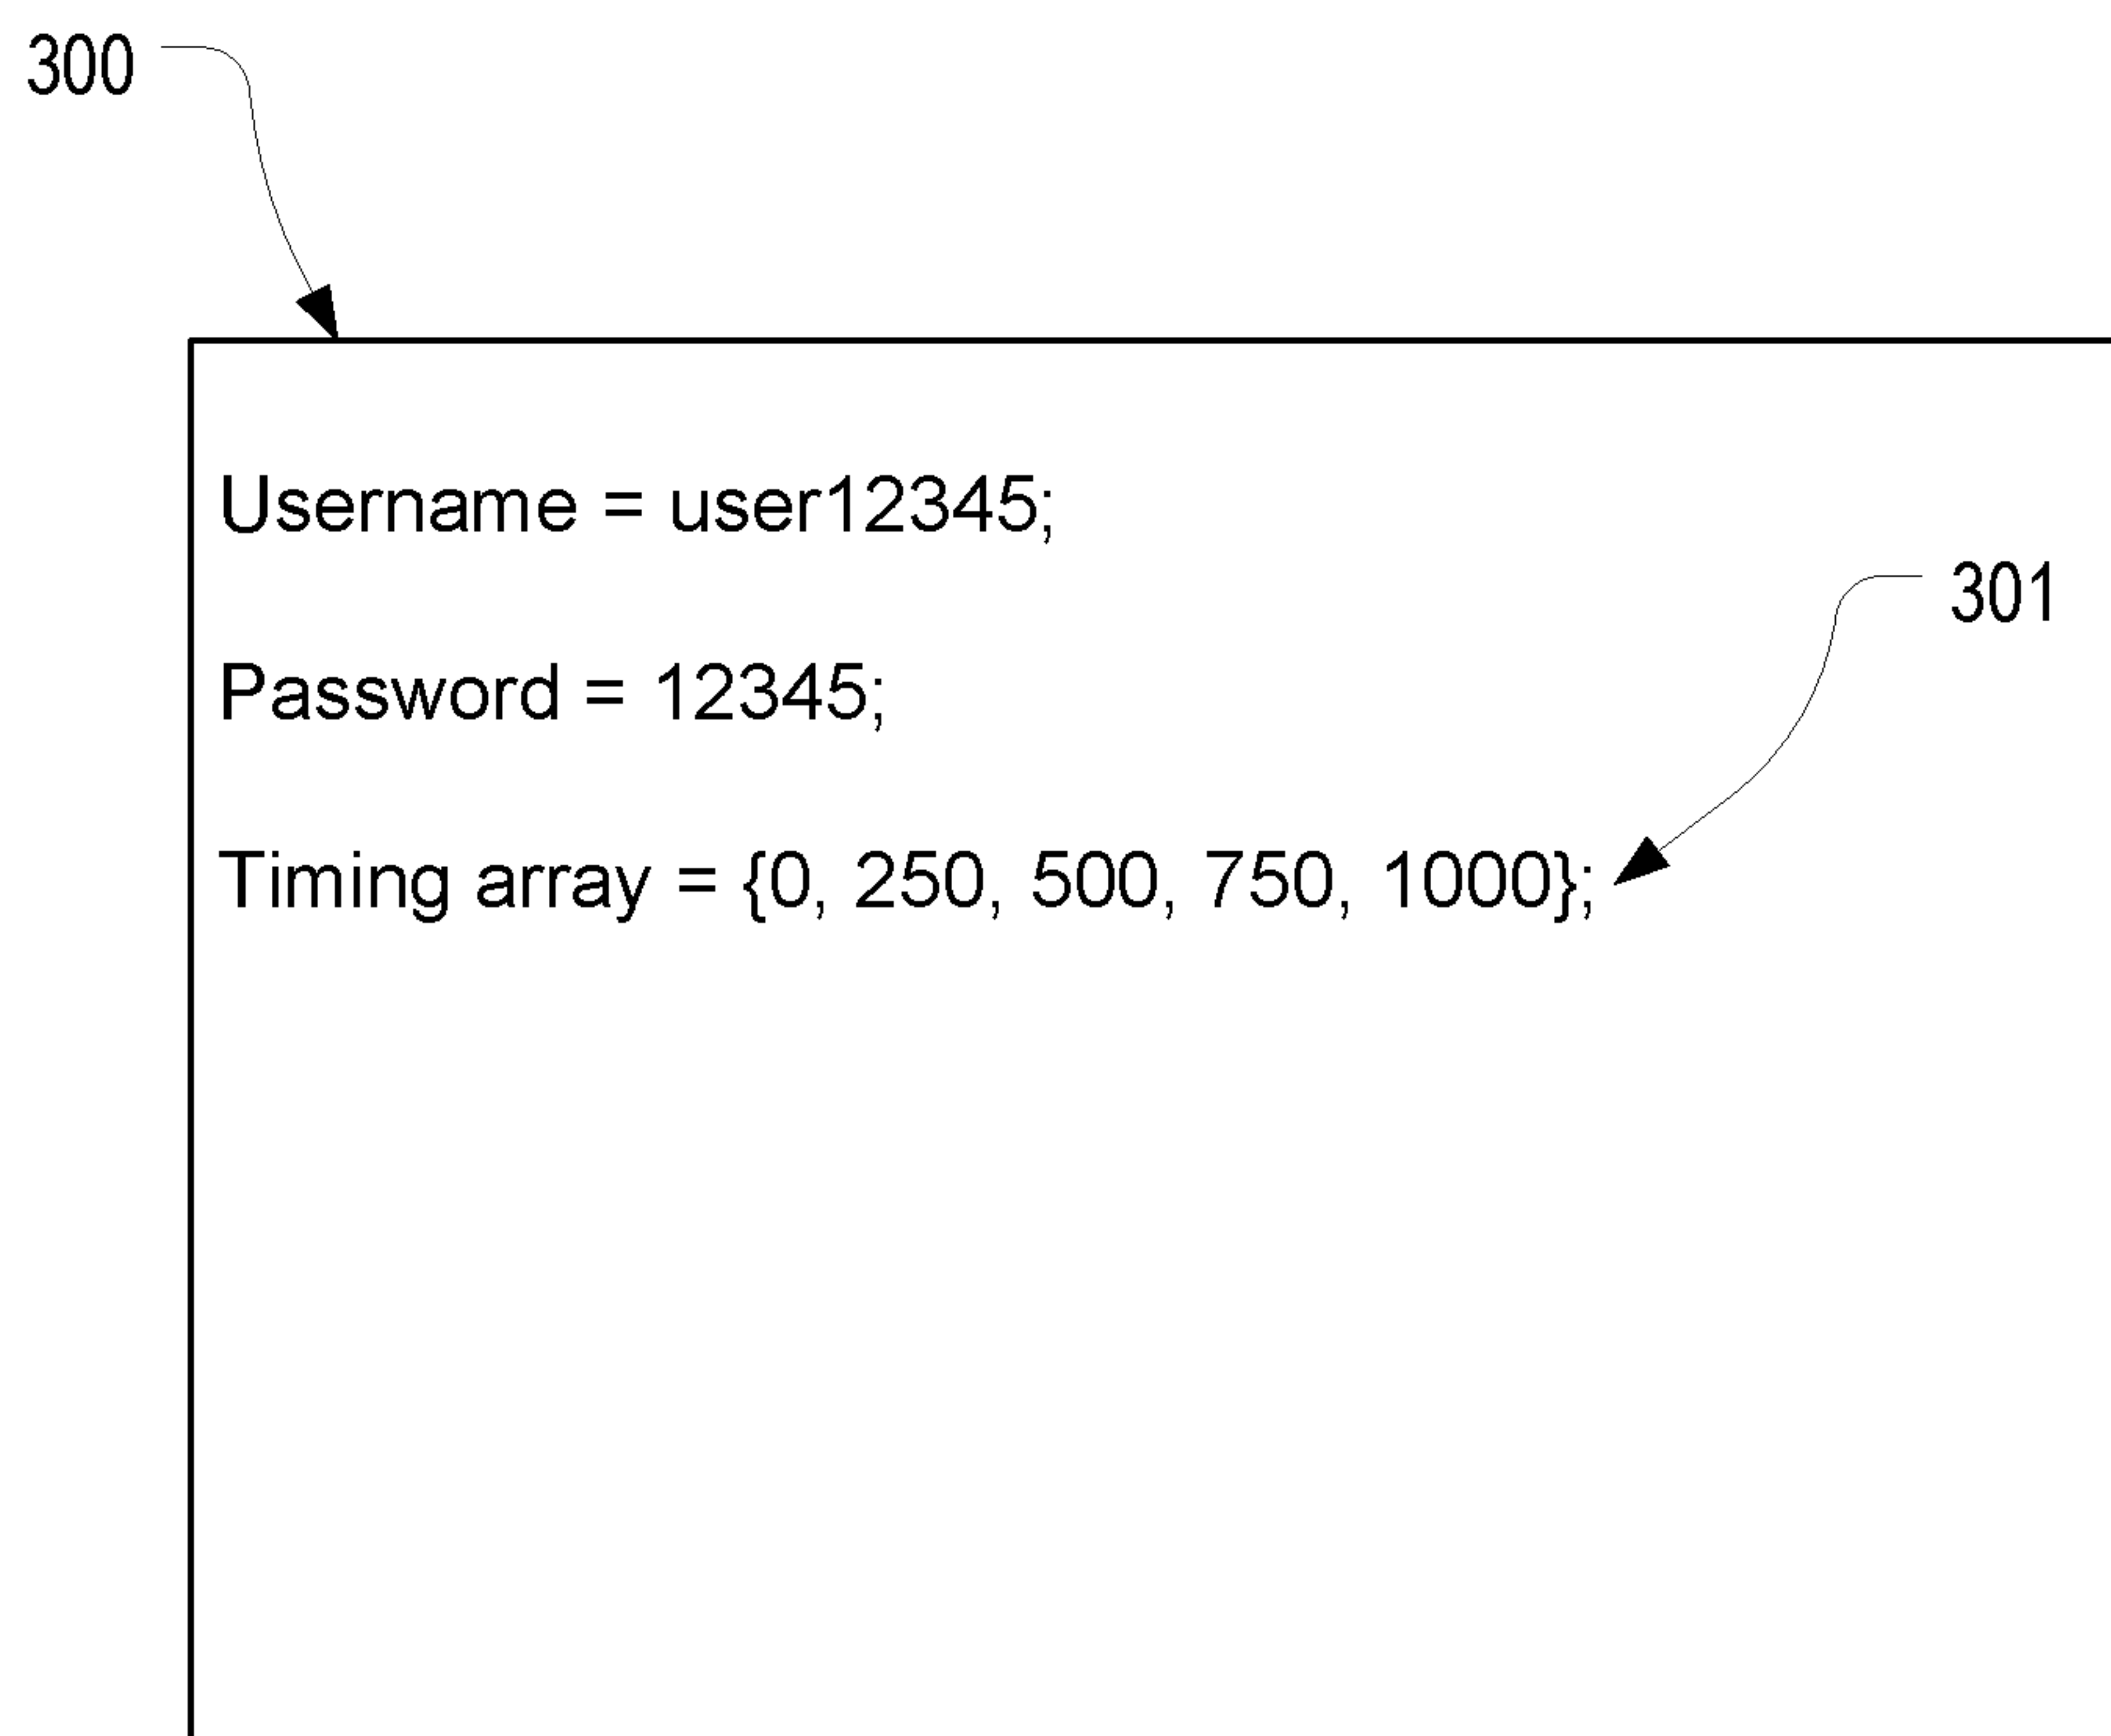 300
Username = user12345;
301
Password = 12345;
Timing array = {0, 250, 500, 750, 1000};